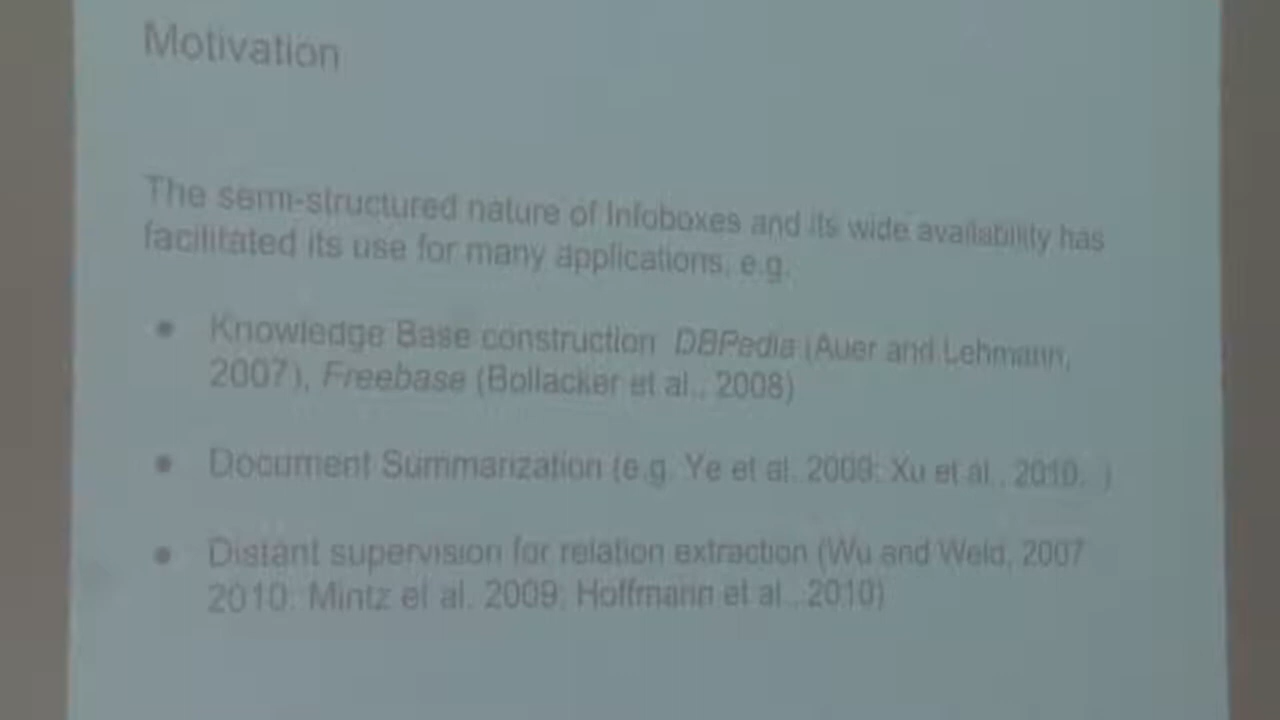 Motivation
The semi-structured nature of Infoboxes and its wide availability has
facilitated its use for many applications, e.g.
● Knowledge Base construction DBPedia (Auer and Lehmann,
2007), Freebase (Bollacker et al., 2008)
● Document Summarization (e.g. Ye et al. 2009; Xu et al., 2010. )
● Distant supervision for relation extraction (Wu and Weld, 2007
2010; Mintz et al. 2009; Hoffmann et al., 2010)